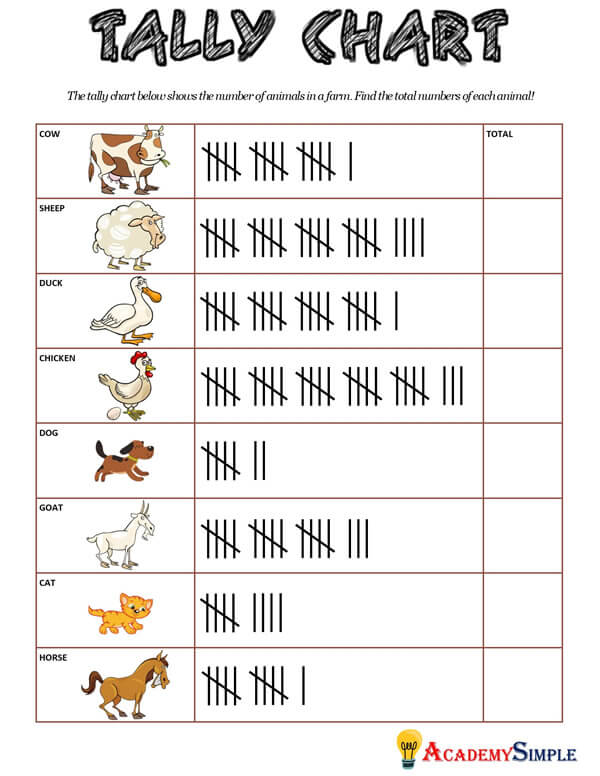 TALLY CHART
The tally chart below shows the number of animals in a farm. Find the total numbers of each animal!
COW
TOTAL
SHEEP
DUCK
CHICKEN
DOG
GOAT
CAT
HORSE
ACADEMYSIMPLE